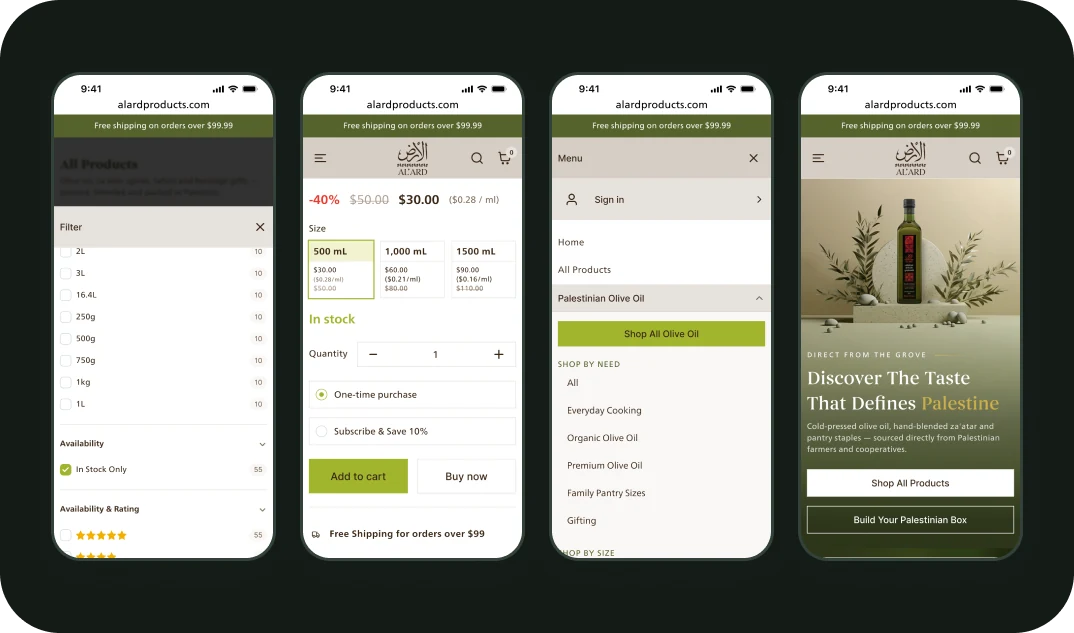 9:41
alardproducts.com
Free shipping on orders over $99.99
All Products
Filter
2L 10
3L 10
16.4L 10
250g 10
500g 10
750g 10
1kg 10
1L 10
Availability
In Stock Only 55
Availability & Rating
55
9:41
alardproducts.com
Free shipping on orders over $99.99
الأرض
AL'ARD
0
-40% $50.00 $30.00 ($0.28 / ml)
Size
500 mL 1,000 mL 1500 mL
$30.00 $60.00 $90.00
($0.28/ml) ($0.21/ml) ($0.16/ml)
$50.00 $80.00 $110.00
In stock
Quantity − 1 +
One-time purchase
Subscribe & Save 10%
Add to cart Buy now
Free Shipping for orders over $99
9:41
alardproducts.com
Free shipping on orders over $99.99
Menu
Sign in
Home
All Products
Palestinian Olive Oil
Shop All Olive Oil
SHOP BY NEED
All
Everyday Cooking
Organic Olive Oil
Premium Olive Oil
Family Pantry Sizes
Gifting
SHOP BY SIZE
9:41
alardproducts.com
Free shipping on orders over $99.99
الأرض
AL'ARD
0
DIRECT FROM THE GROVE
Discover The Taste
That Defines Palestine
Cold-pressed olive oil, hand-blended za'atar and
pantry staples — sourced directly from Palestinian
farmers and cooperatives.
Shop All Products
Build Your Palestinian Box